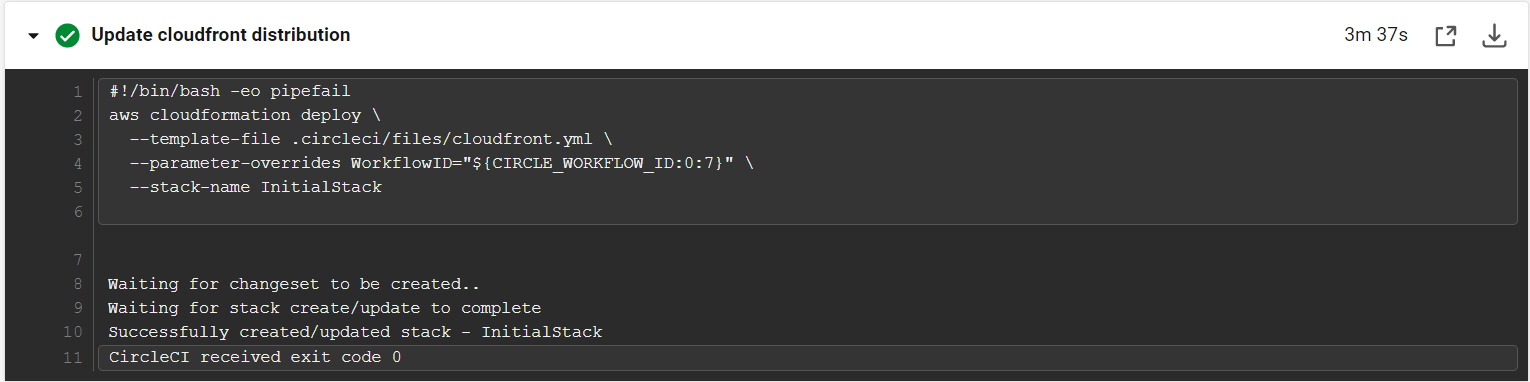 Update cloudfront distribution 3m 37s
1 #!/bin/bash -eo pipefail
2 aws cloudformation deploy \
3   --template-file .circleci/files/cloudfront.yml \
4   --parameter-overrides WorkflowID="${CIRCLE_WORKFLOW_ID:0:7}" \
5   --stack-name InitialStack
6
7
8 Waiting for changeset to be created..
9 Waiting for stack create/update to complete
10 Successfully created/updated stack - InitialStack
11 CircleCI received exit code 0